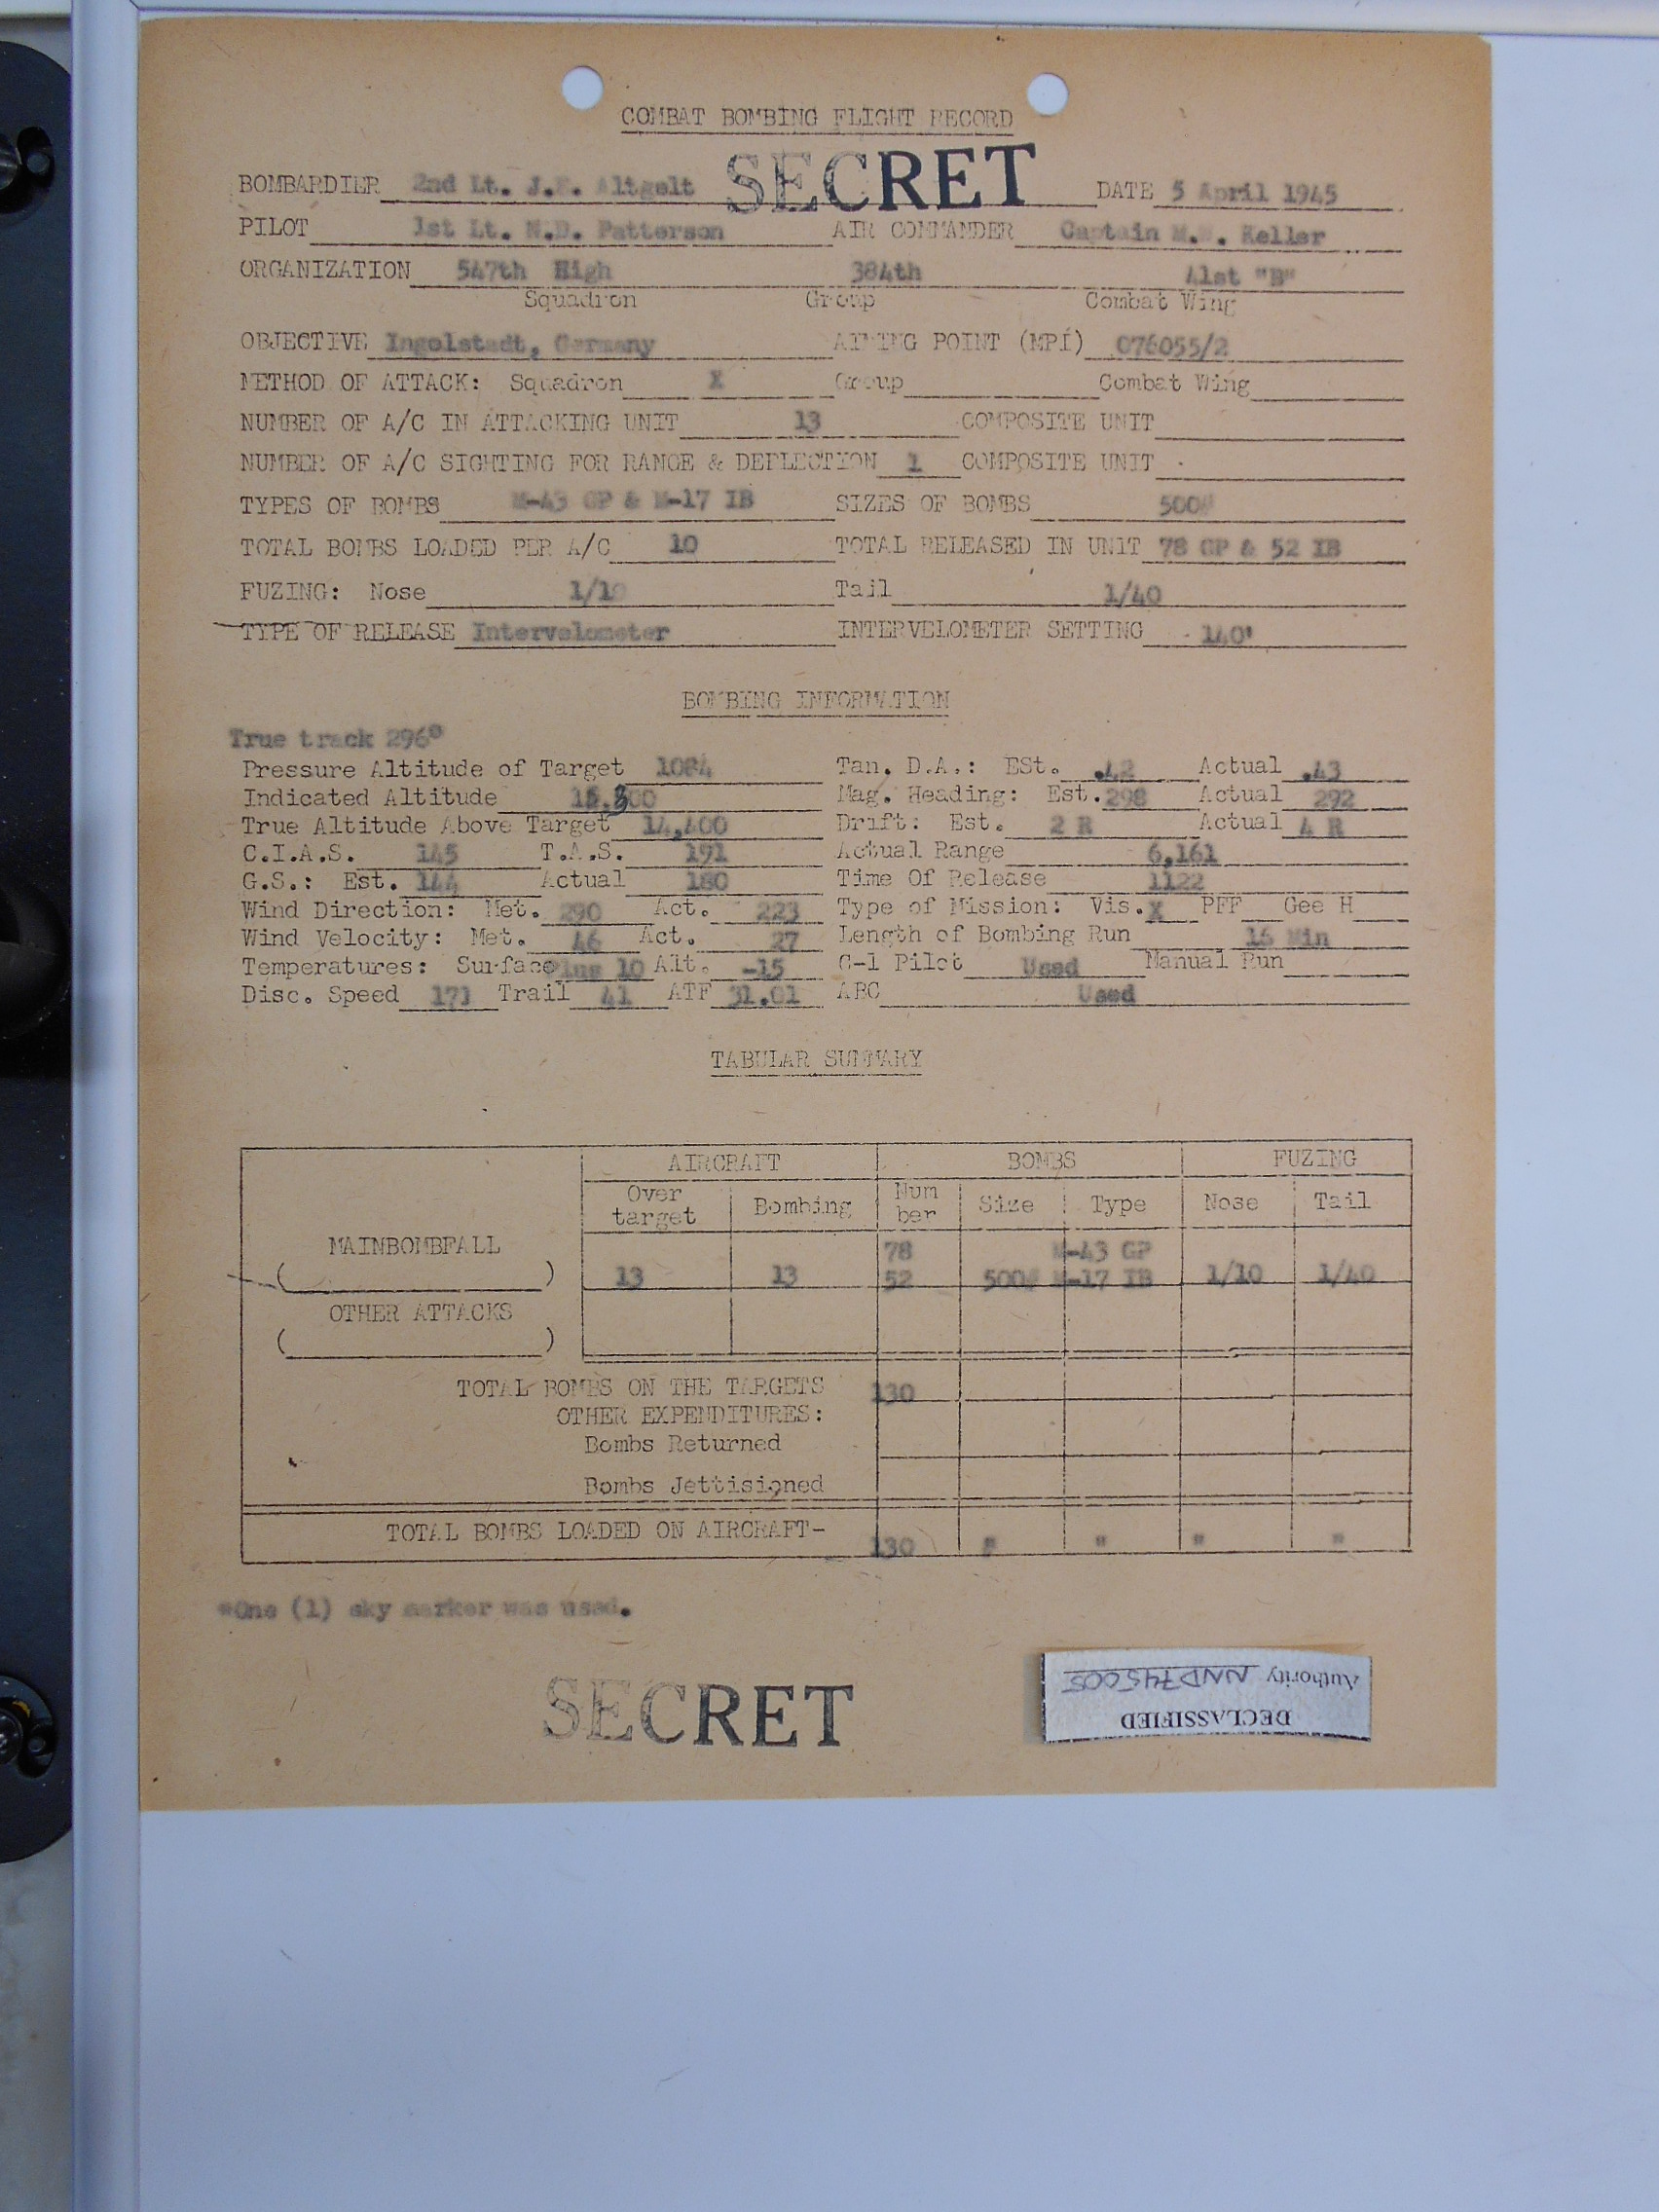 COMBAT BOMBING FLIGHT RECORD
SECRET
BOMBARDIER 2nd Lt. J. Altgelt DATE 5 April 1945
PILOT 1st Lt. N.D. Patterson AIR COMMANDER Captain M. Keller
ORGANIZATION 547th High 384th 41st "B"
Squadron Group Combat Wing
OBJECTIVE Ingolstadt, Germany AIMING POINT (MPI) 076055/2
METHOD OF ATTACK: Squadron X Group Combat Wing
NUMBER OF A/C IN ATTACKING UNIT 13 COMPOSITE UNIT
NUMBER OF A/C SIGHTING FOR RANGE & DEFLECTION 1 COMPOSITE UNIT
TYPES OF BOMBS M-43 GP & M-17 IB SIZES OF BOMBS 500#
TOTAL BOMBS LOADED PER A/C 10 TOTAL RELEASED IN UNIT 78 GP & 52 IB
FUZING: Nose 1/10 Tail 1/40
TYPE OF RELEASE Intervelometer INTERVELOMETER SETTING 140'
BOMBING INFORMATION
True track 296°
Pressure Altitude of Target Tan. D.A.: ESt. .42 Actual .43
Indicated Altitude Mag. Heading: Est. 298 Actual 292
True Altitude Above Target 14,400 Drift: Est. 2 R Actual 4 R
C.I.A.S. 145 T.A.S. 191 Actual Range 6,161
G.S.: Est. 144 Actual 180 Time Of Release 1122
Wind Direction: Met. 290 Act. 223 Type of Mission: Vis. X PFF Gee H
Wind Velocity: Met. 46 Act. 27 Length of Bombing Run 16 Min
Temperatures: Surface Plus 10 Alt. -15 C-1 Pilot Used Manual Run
Disc. Speed 171 Trail 41 ATF 31.01 ABC Used
TABULAR SUMMARY
AIRCRAFT BOMBS FUZING
Over target Bombing Num ber Size Type Nose Tail
MAINBOMBFALL 78 M-43 GP
( ) 13 13 52 500# M-17 IB 1/10 1/40
OTHER ATTACKS
( )
TOTAL BOMBS ON THE TARGETS 130
OTHER EXPENDITURES:
Bombs Returned
Bombs Jettisioned
TOTAL BOMBS LOADED ON AIRCRAFT- 130 " " " "
*One (1) sky marker was used.
SECRET
DECLASSIFIED
Authority NND745005